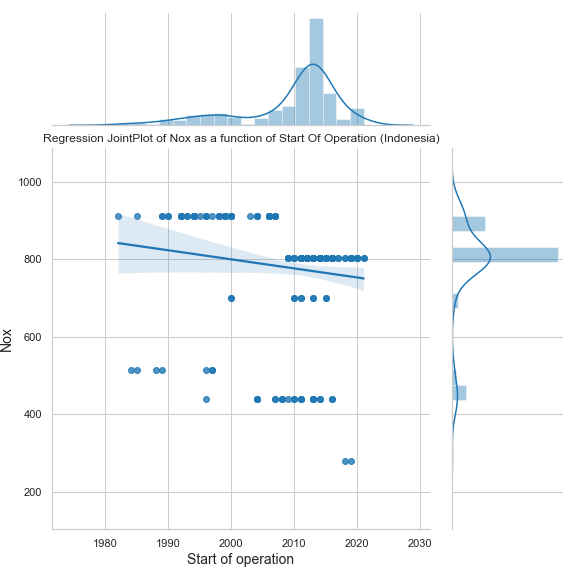 Regression JointPlot of Nox as a function of Start Of Operation (Indonesia)
1000
800
600
400
200
Nox
1980 1990 2000 2010 2020 2030
Start of operation